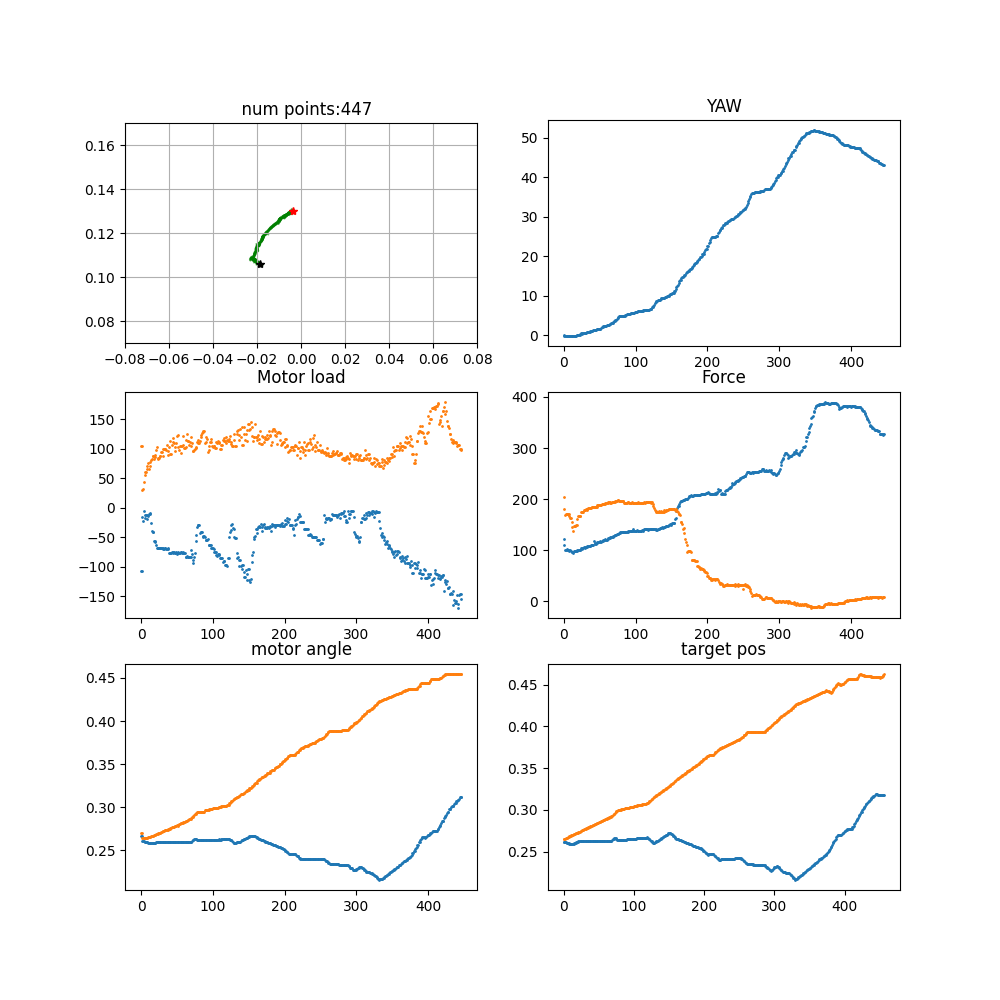 num points:447
YAW
0.16
0.14
0.12
0.10
0.08
−0.08 −0.06 −0.04 −0.02 0.00 0.02 0.04 0.06 0.08
50
40
30
20
10
0
0 100 200 300 400
Motor load
Force
150
100
50
0
−50
−100
−150
0 100 200 300 400
400
300
200
100
0
0 100 200 300 400
motor angle
target pos
0.45
0.40
0.35
0.30
0.25
0 100 200 300 400
0.45
0.40
0.35
0.30
0.25
0 100 200 300 400